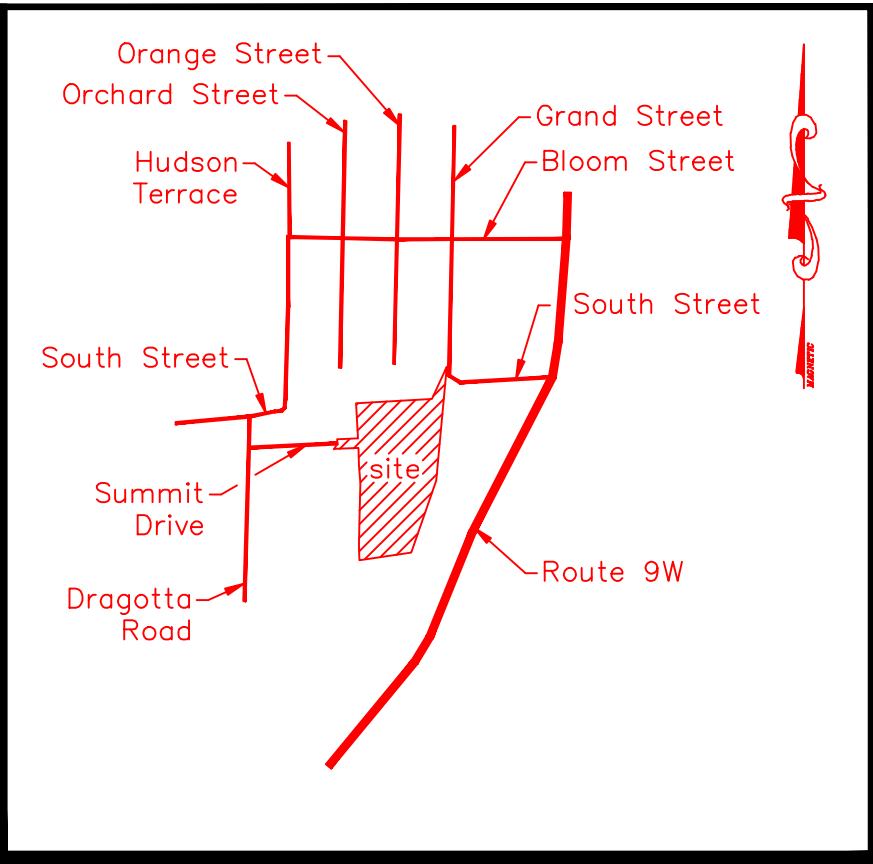 Orange Street
Orchard Street
Grand Street
Hudson
Terrace
Bloom Street
South Street
MAGNETIC
South Street
site
Summit
Drive
Route 9W
Dragotta
Road